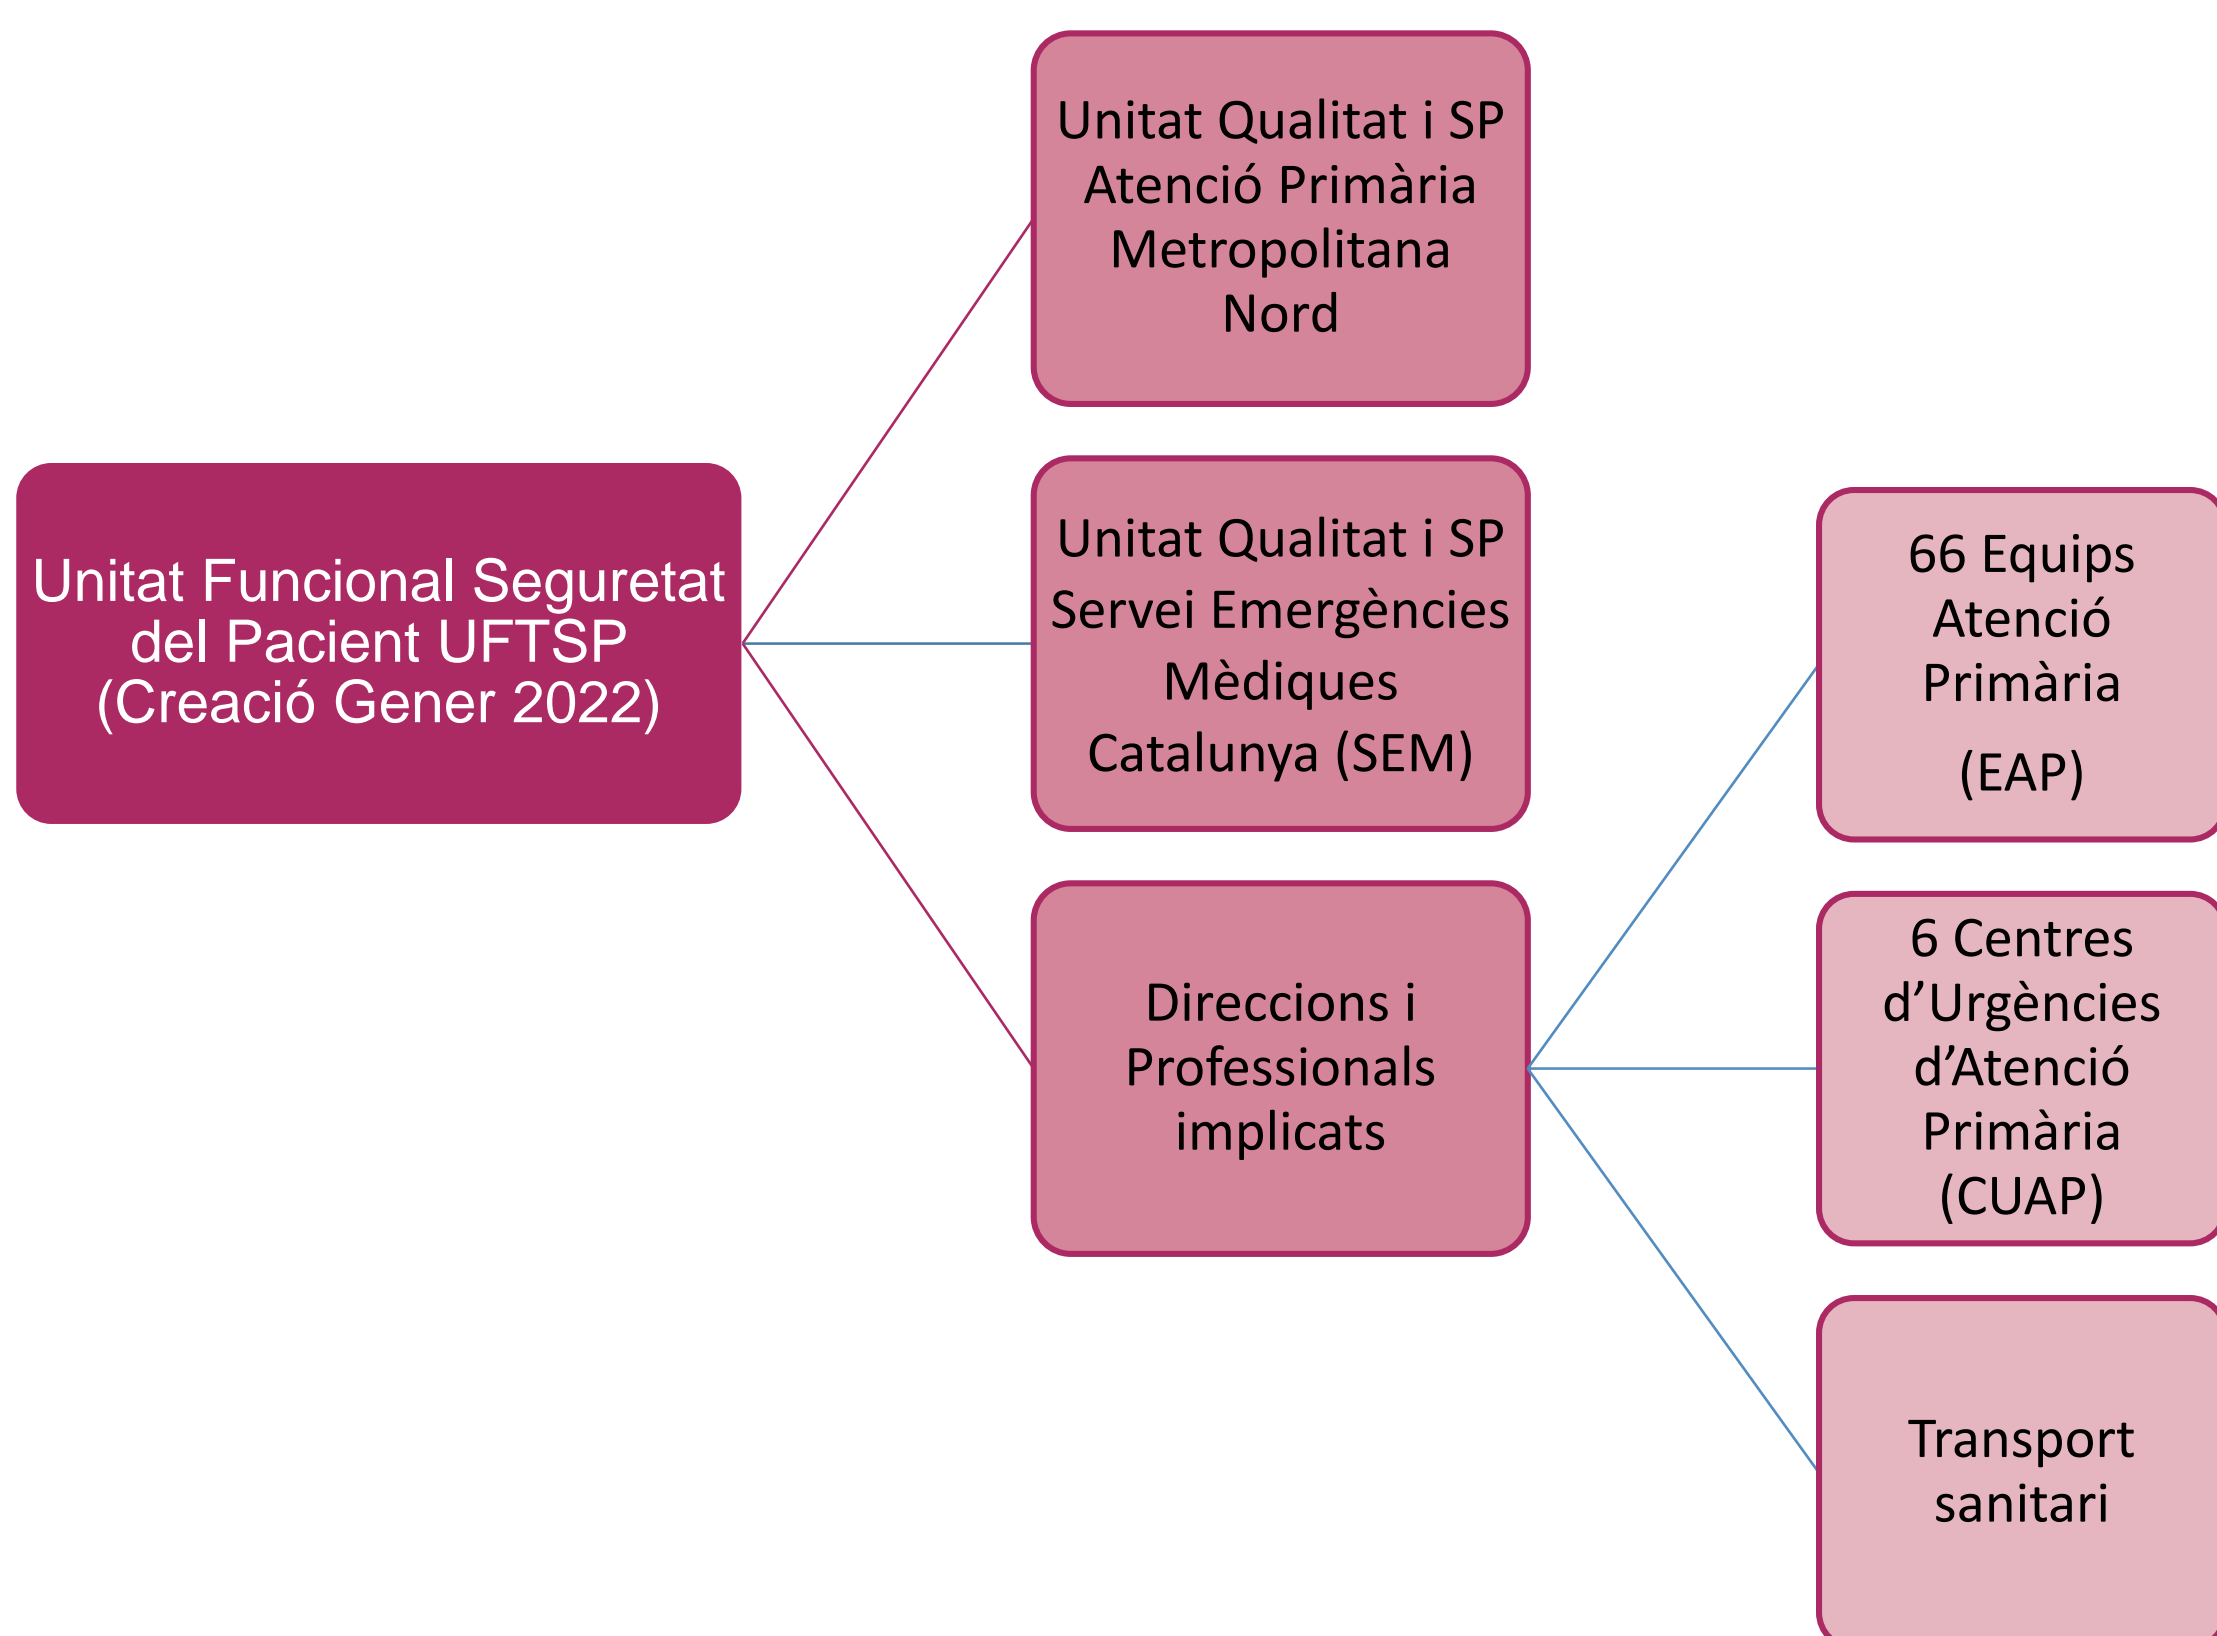 Unitat Funcional Seguretat
del Pacient UFTSP
(Creació Gener 2022)
Unitat Qualitat i SP
Atenció Primària
Metropolitana
Nord
Unitat Qualitat i SP
Servei Emergències
Mèdiques
Catalunya (SEM)
Direccions i
Professionals
implicats
66 Equips
Atenció
Primària
(EAP)
6 Centres
d’Urgències
d’Atenció
Primària
(CUAP)
Transport
sanitari